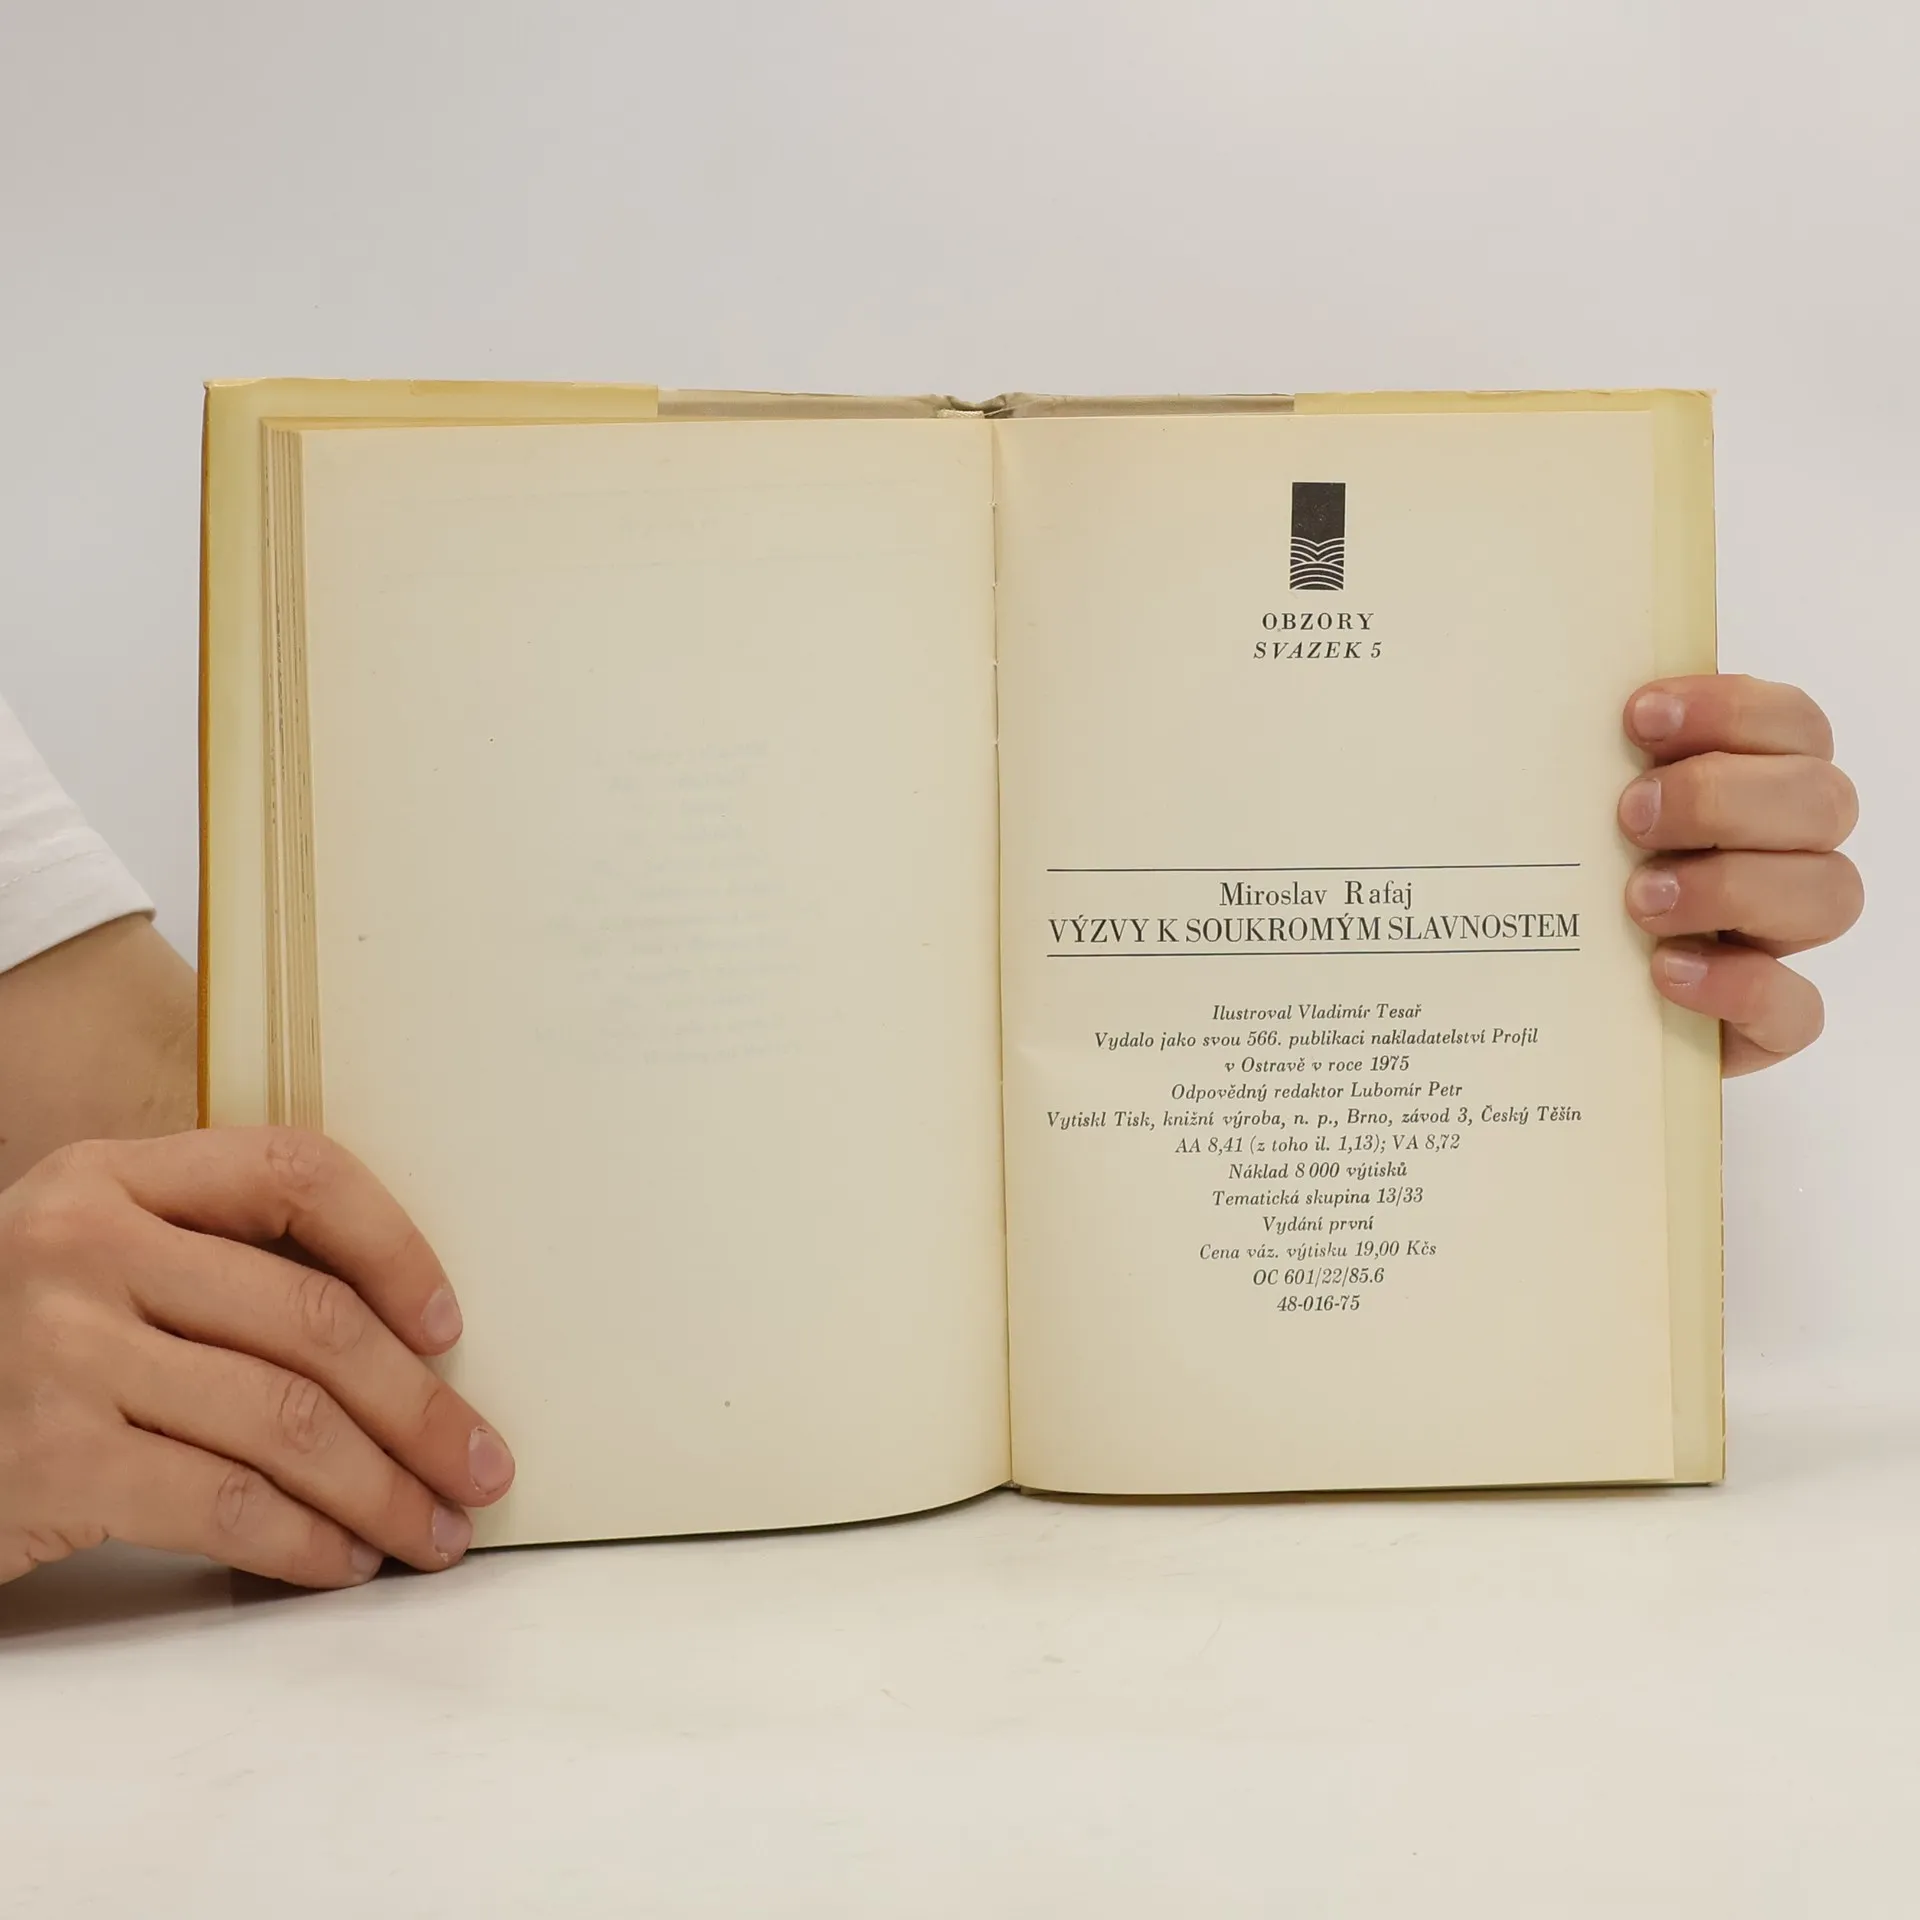 OBZORY
SVAZEK 5
Miroslav Rafaj
VÝZVY K SOUKROMÝM SLAVNOSTEM
Ilustroval Vladimír Tesař
Vydalo jako svou 566. publikaci nakladatelství Profil
v Ostravě v roce 1975
Odpovědný redaktor Lubomír Petr
Vytiskl Tisk, knižní výroba, n. p., Brno, závod 3, Český Těšín
AA 8,41 (z toho il. 1,13); VA 8,72
Náklad 8 000 výtisků
Tematická skupina 13/33
Vydání první
Cena váz. výtisku 19,00 Kčs
OC 601/22/85.6
48-016-75